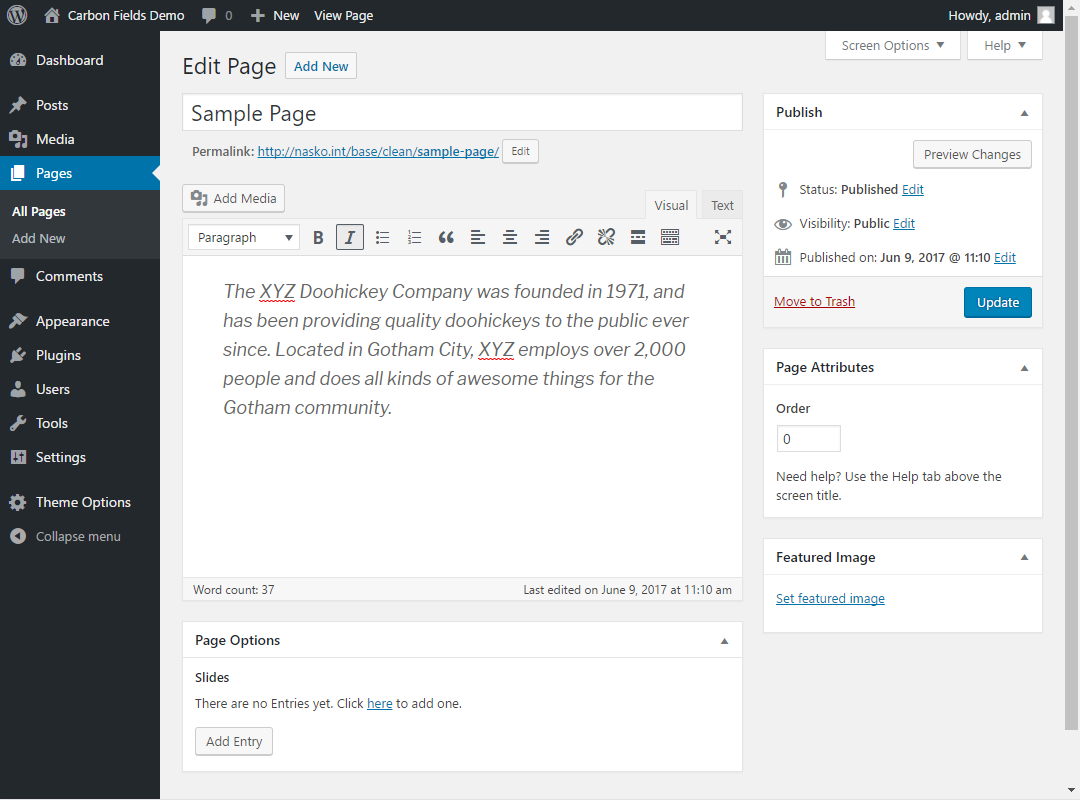 Carbon Fields Demo 0 New View Page Howdy, admin
Dashboard
Posts
Media
Pages
All Pages
Add New
Comments
Appearance
Plugins
Users
Tools
Settings
Theme Options
Collapse menu
Screen Options Help
Edit Page Add New
Sample Page
Permalink: http://nasko.int/base/clean/sample-page/ Edit
Add Media
Visual Text
Paragraph B I
The XYZ Doohickey Company was founded in 1971, and
has been providing quality doohickeys to the public ever
since. Located in Gotham City, XYZ employs over 2,000
people and does all kinds of awesome things for the
Gotham community.
Word count: 37 Last edited on June 9, 2017 at 11:10 am
Page Options
Slides
There are no Entries yet. Click here to add one.
Add Entry
Publish
Preview Changes
Status: Published Edit
Visibility: Public Edit
Published on: Jun 9, 2017 @ 11:10 Edit
Move to Trash Update
Page Attributes
Order
0
Need help? Use the Help tab above the
screen title.
Featured Image
Set featured image